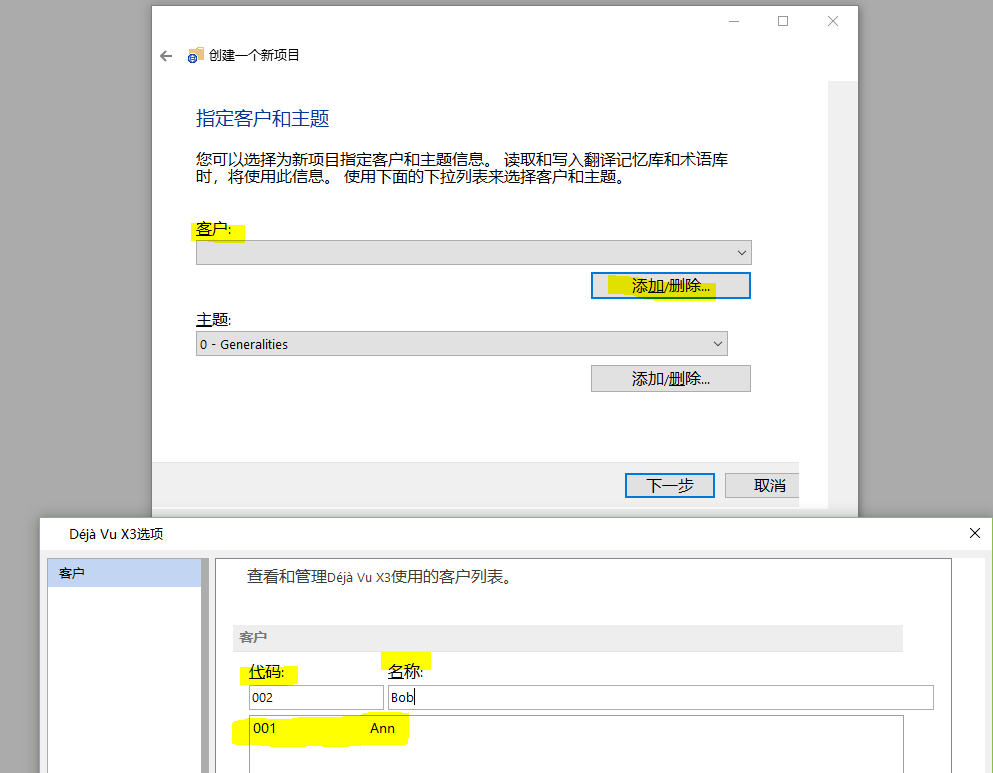 创建一个新项目
指定客户和主题
您可以选择为新项目指定客户和主题信息。 读取和写入翻译记忆库和术语库
时，将使用此信息。 使用下面的下拉列表来选择客户和主题。
客户:
添加/删除...
主题:
0 - Generalities
添加/删除...
下一步 取消
Déjà Vu X3选项
客户
查看和管理Déjà Vu X3使用的客户列表。
客户
代码: 名称:
002 Bob
001 Ann